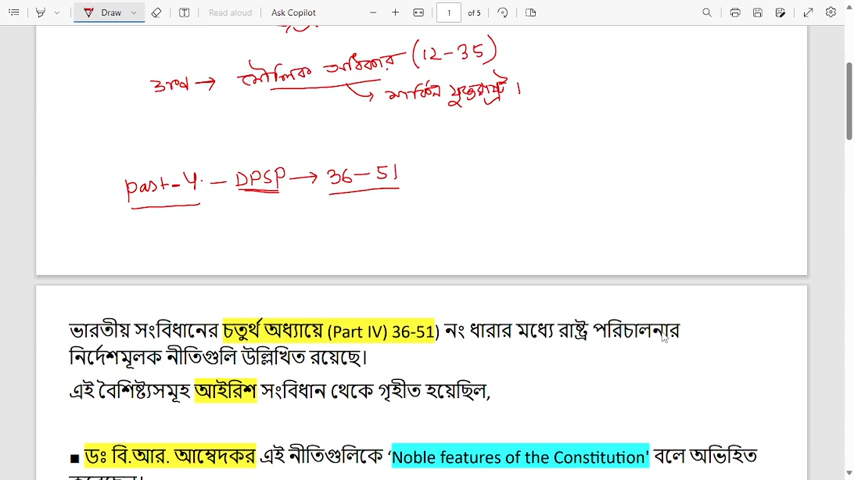 Draw
Read aloud
Ask Copilot
1 of 5
মৌলিক অধিকার (12-35)
→ মার্কিন যুক্তরাষ্ট্র।
past-4 - DPSP → 36-51
ভারতীয় সংবিধানের চতুর্থ অধ্যায়ে (Part IV) 36-51) নং ধারার মধ্যে রাষ্ট্র পরিচালনার
নির্দেশমূলক নীতিগুলি উল্লিখিত রয়েছে।
এই বৈশিষ্ট্যসমূহ আইরিশ সংবিধান থেকে গৃহীত হয়েছিল,
■ ডঃ বি.আর. আম্বেদকর এই নীতিগুলিকে ‘Noble features of the Constitution' বলে অভিহিত